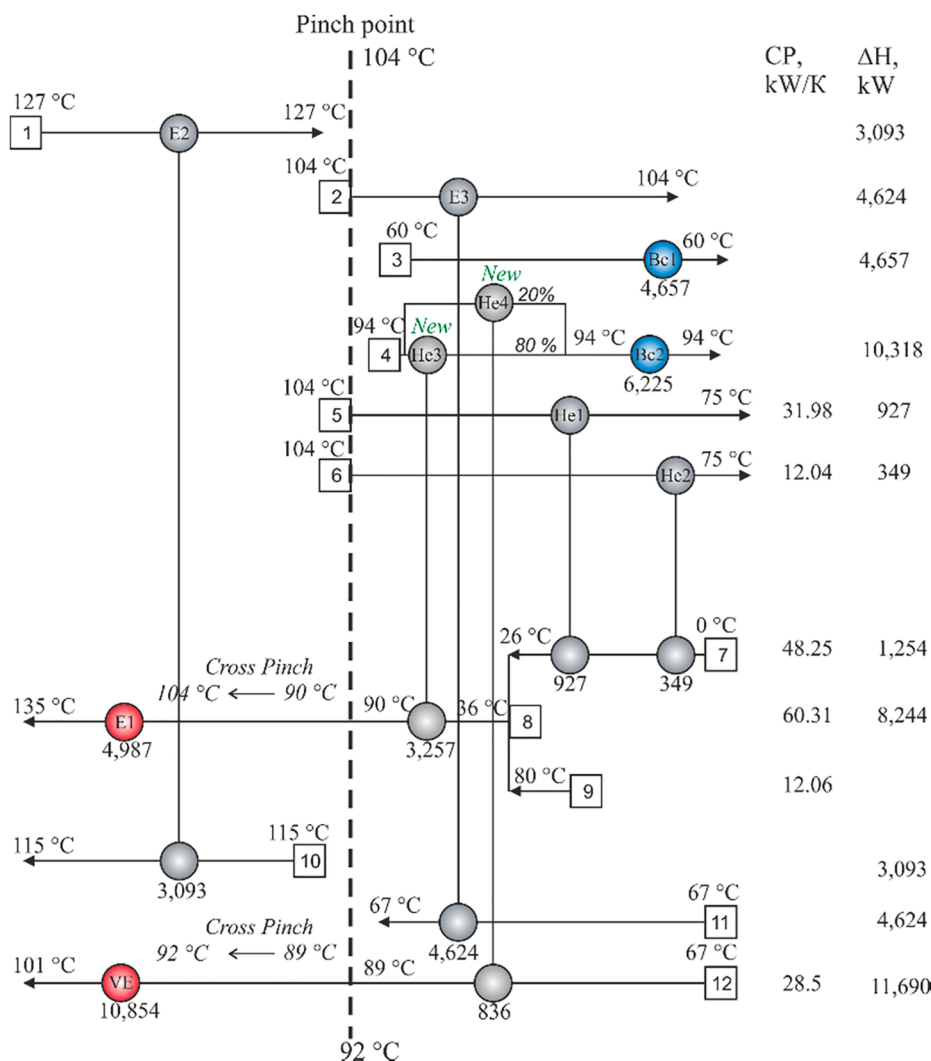 Pinch point
104 °C
CP, ΔH,
kW/K kW
127 °C 127 °C
1 E2 3,093
104 °C 104 °C
2 E3 4,624
60 °C 60 °C
3 Bc1 4,657
4,657
New
He4 20%
94 °C New 94 °C 94 °C
4 He3 80 % Bc2 10,318
6,225
104 °C 75 °C
5 He1 31.98 927
104 °C 75 °C
6 He2 12.04 349
26 °C 0 °C
7 48.25 1,254
927 349
Cross Pinch
104 °C ← 90 °C
135 °C 90 °C 36 °C
E1 8 60.31 8,244
4,987 3,257
80 °C
9 12.06
115 °C 115 °C
10 3,093
3,093
67 °C 67 °C
11 4,624
4,624
Cross Pinch
92 °C ← 89 °C
101 °C 89 °C 67 °C
VE 12 28.5 11,690
10,854 836
92 °C